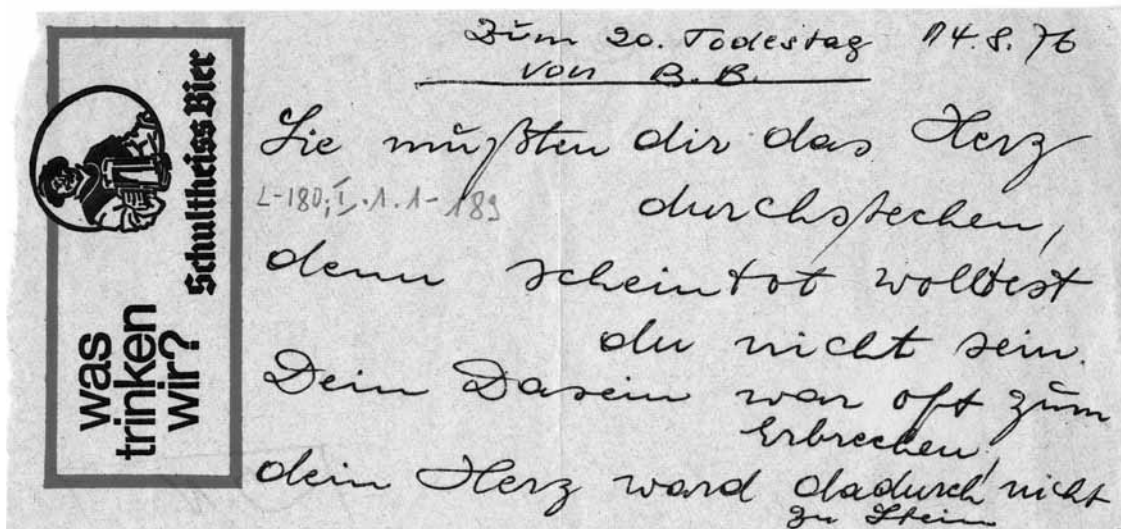 was
trinken
wir?
Schultheiss Bier
Zum 20. Todestag 14.8.76
von B.B.
Sie mußten dir das Herz
L-180; I, 1.1-189
durchstechen,
denn scheintot wolltest
du nicht sein.
Dein Dasein war oft zum
Erbrechen,
dein Herz ward dadurch nicht
zu Stein